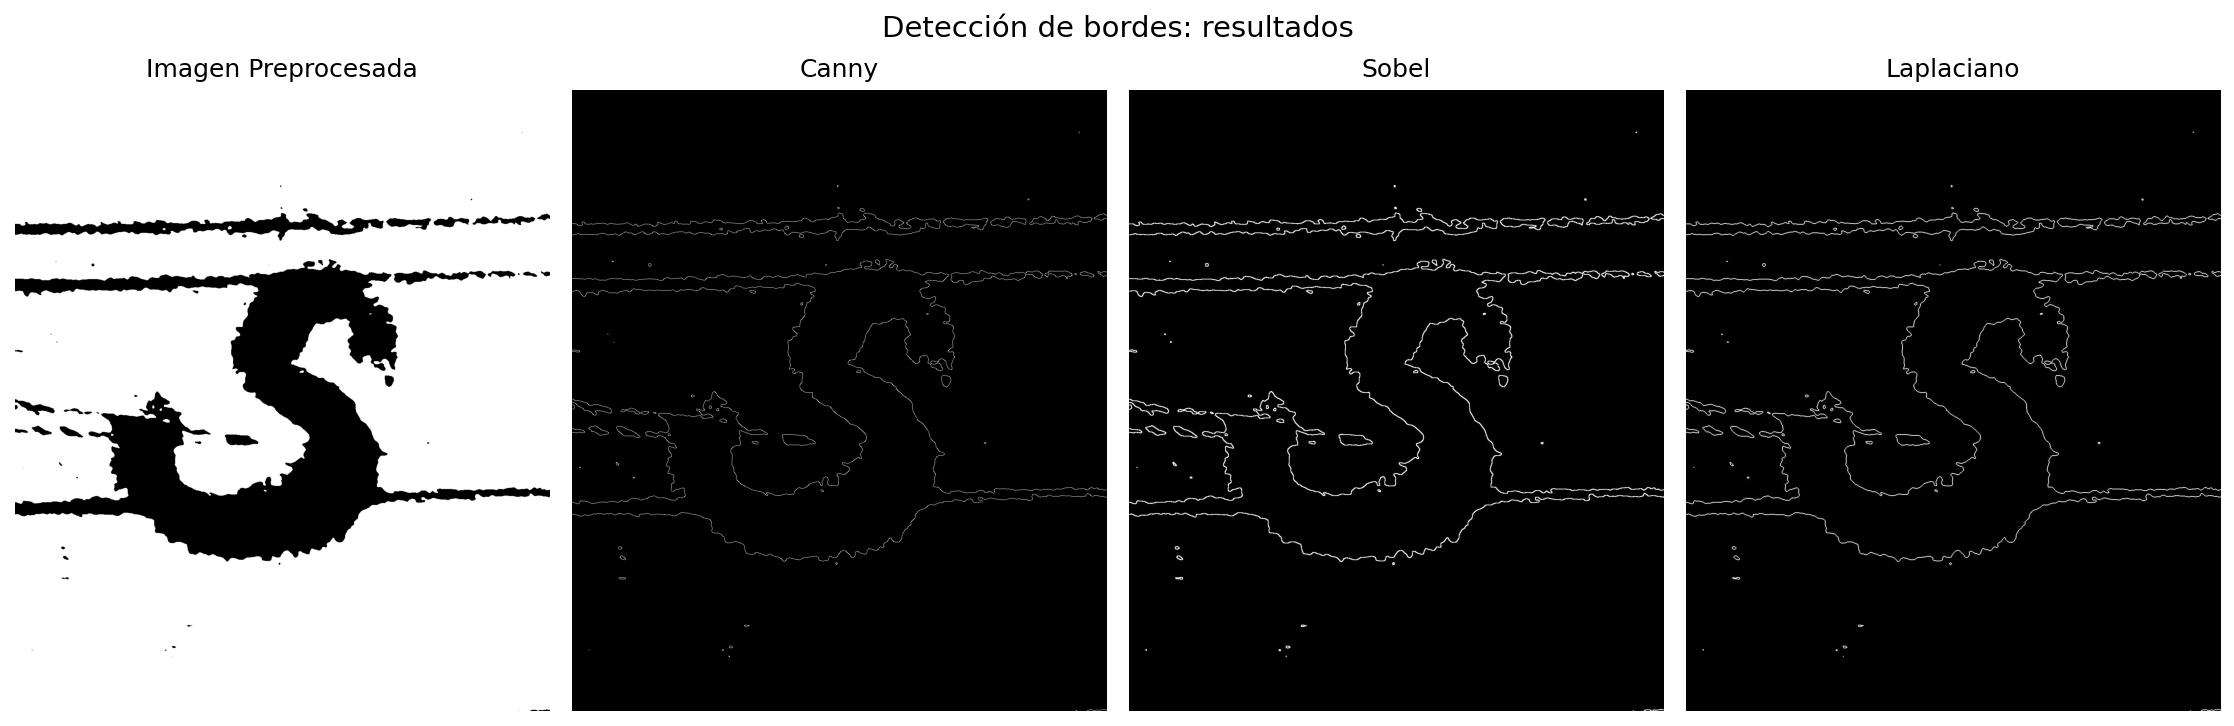 Detección de bordes: resultados
Imagen Preprocesada
Canny
Sobel
Laplaciano
S
S
S
S